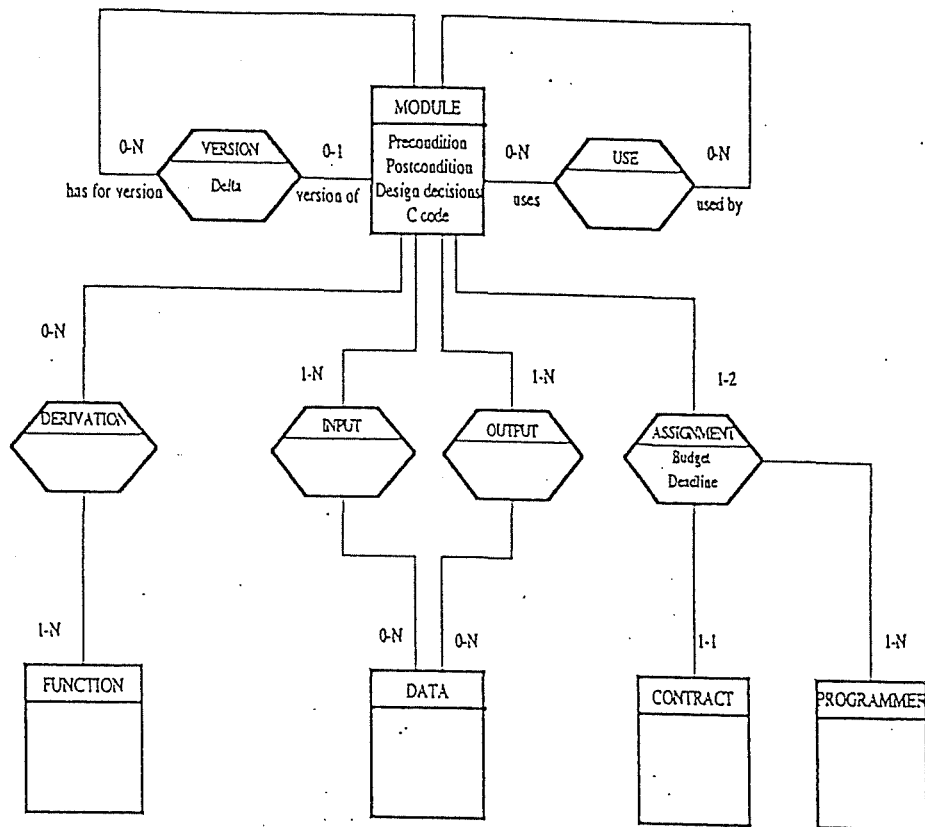 MODULE
Precondition
Postcondition
Design decisions
C code
0-N
VERSION
Delta
0-1
has for version
version of
0-N
USE
0-N
uses
used by
0-N
DERIVATION
1-N
FUNCTION
1-N
INPUT
1-N
OUTPUT
0-N
0-N
DATA
1-2
ASSIGNMENT
Budget
Deadline
1-1
CONTRACT
1-N
PROGRAMMER